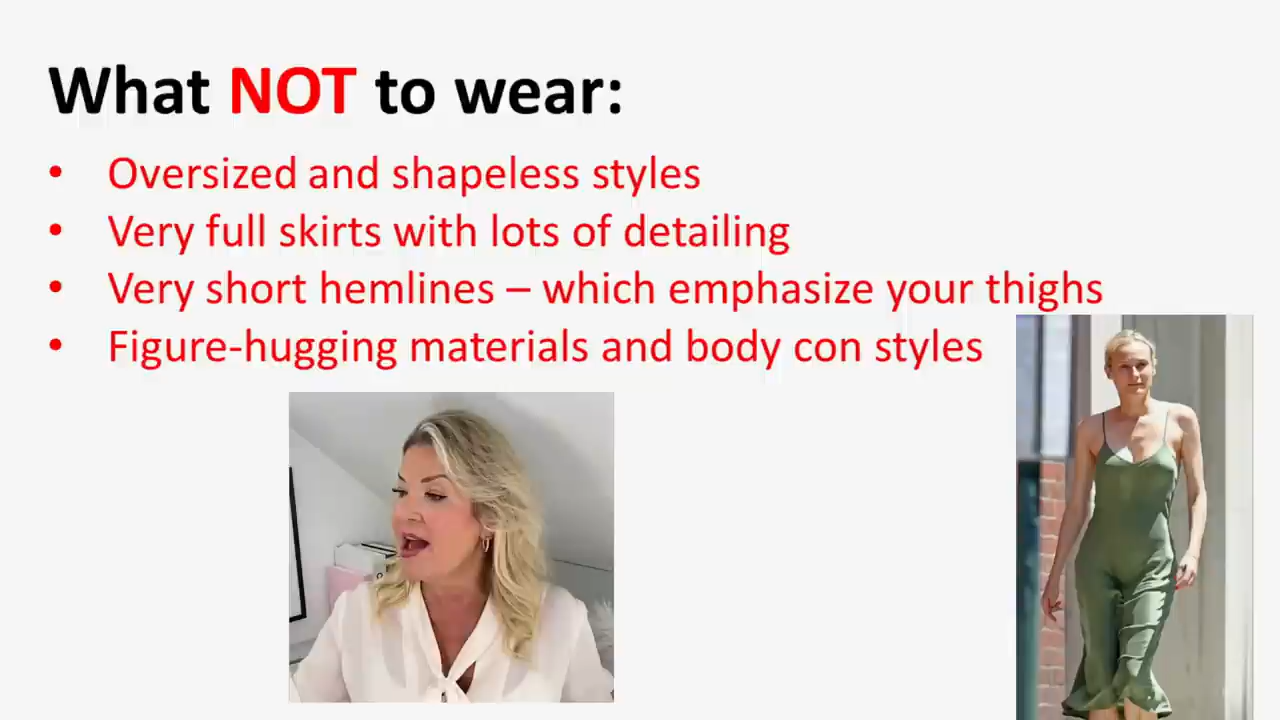 What NOT to wear:
• Oversized and shapeless styles
• Very full skirts with lots of detailing
• Very short hemlines – which emphasize your thighs
• Figure-hugging materials and body con styles